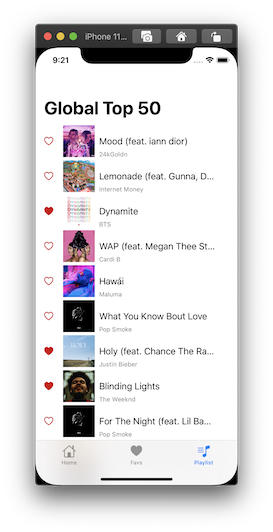 iPhone 11...
9:21
Global Top 50
Mood (feat. iann dior)
24kGoldn
Lemonade (feat. Gunna, D...
Internet Money
Dynamite
BTS
WAP (feat. Megan Thee St...
Cardi B
Hawái
Maluma
What You Know Bout Love
Pop Smoke
Holy (feat. Chance The Ra...
Justin Bieber
Blinding Lights
The Weeknd
For The Night (feat. Lil Ba...
Pop Smoke
Home
Favs
Playlist